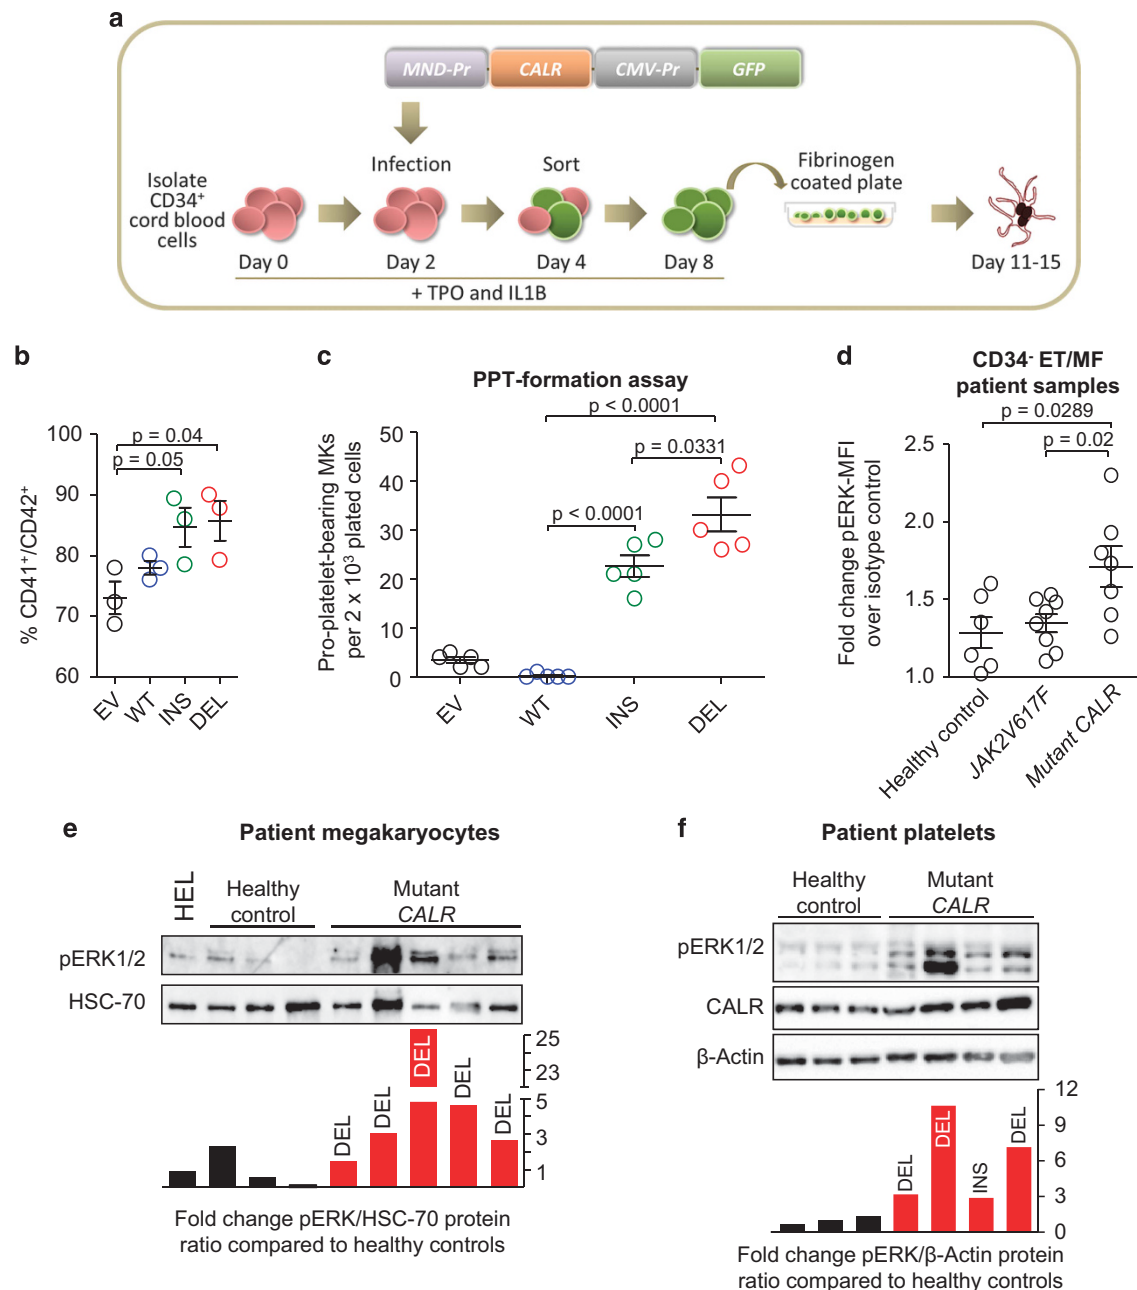 a
MND-Pr CALR CMV-Pr GFP
Isolate
CD34+
cord blood
cells
Infection
Sort
Fibrinogen
coated plate
Day 0
Day 2
Day 4
Day 8
Day 11-15
+ TPO and IL1B
b
% CD41+/CD42+
100
90
80
70
60
p = 0.04
p = 0.05
EV
WT
INS
DEL
c
PPT-formation assay
Pro-platelet-bearing MKs
per 2 x 10³ plated cells
50
40
30
20
10
0
p < 0.0001
p = 0.0331
p < 0.0001
EV
WT
INS
DEL
d
CD34- ET/MF
patient samples
Fold change pERK-MFI
over isotype control
2.5
2.0
1.5
1.0
p = 0.0289
p = 0.02
Healthy control
JAK2V617F
Mutant CALR
e
Patient megakaryocytes
HEL
Healthy
control
Mutant
CALR
pERK1/2
HSC-70
25
23
5
3
1
DEL
DEL
DEL
DEL
DEL
Fold change pERK/HSC-70 protein
ratio compared to healthy controls
f
Patient platelets
Healthy
control
Mutant
CALR
pERK1/2
CALR
β-Actin
12
9
6
3
0
DEL
DEL
INS
DEL
Fold change pERK/β-Actin protein
ratio compared to healthy controls